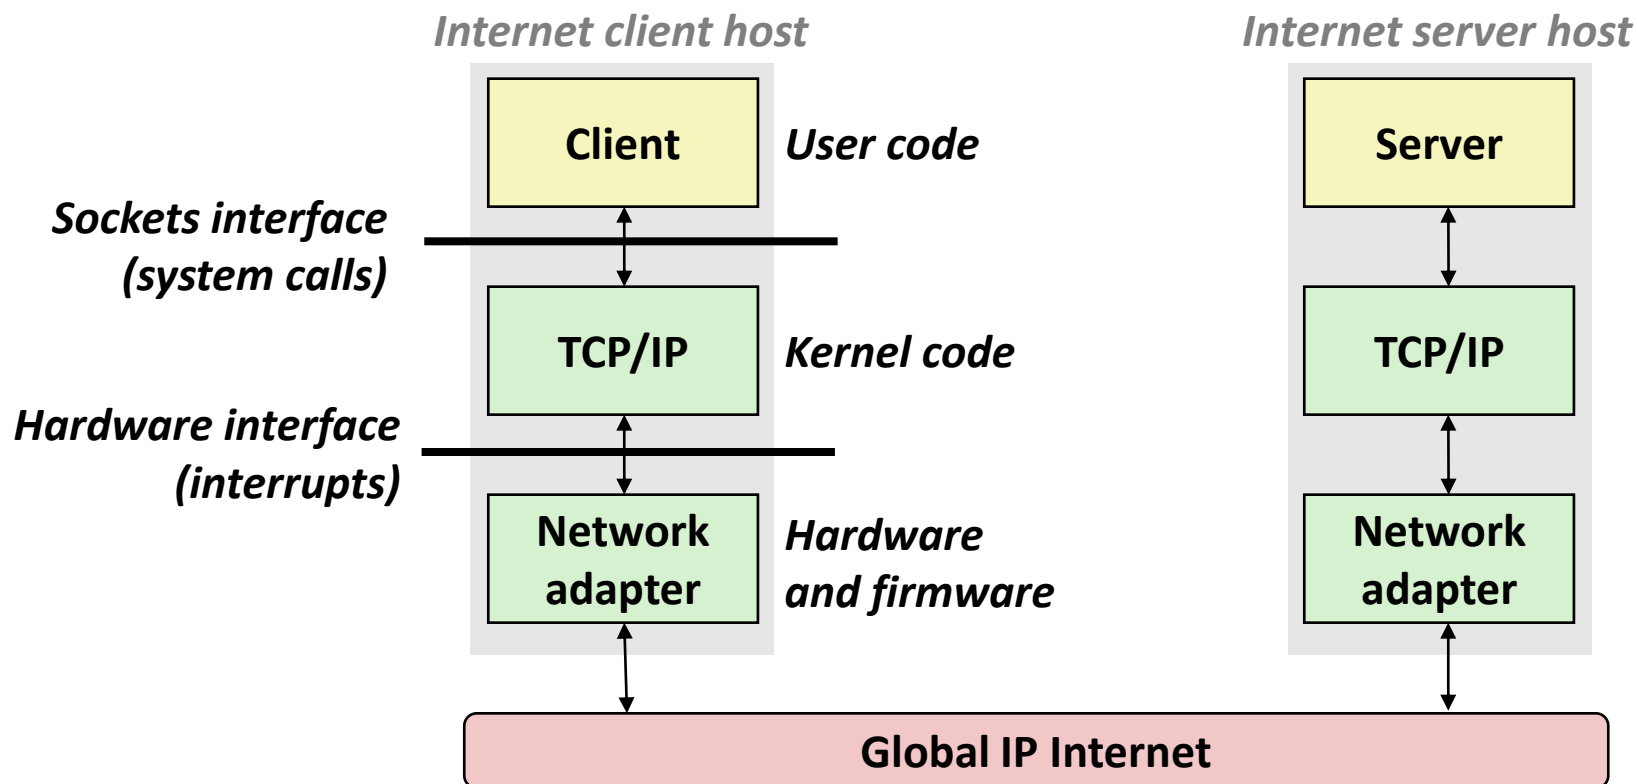 Internet client host
Internet server host
Client
User code
Server
Sockets interface
(system calls)
TCP/IP
Kernel code
TCP/IP
Hardware interface
(interrupts)
Network
adapter
Hardware
and firmware
Network
adapter
Global IP Internet